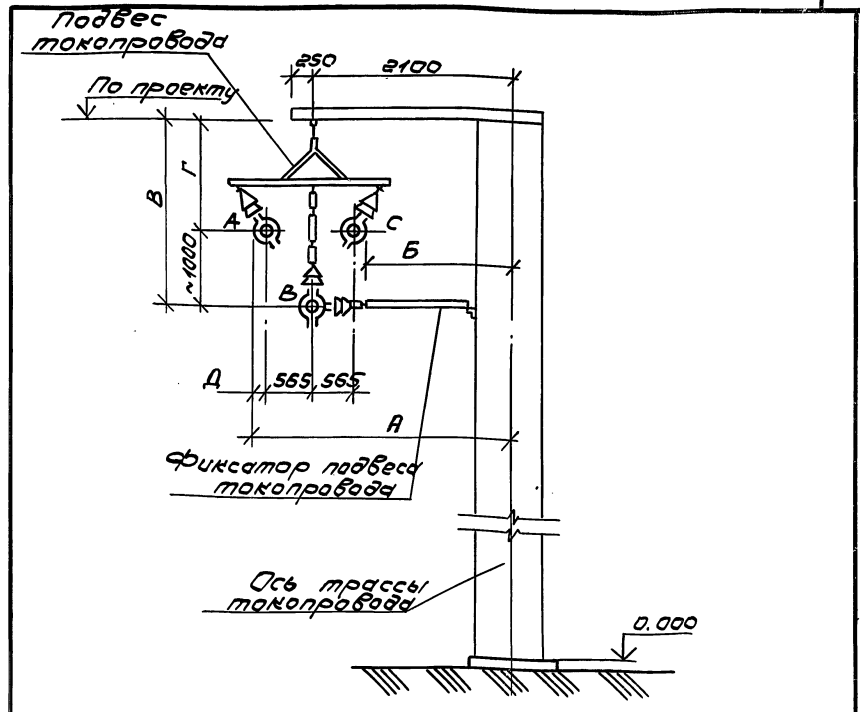 Подвес
токопровода
250
2100
По проекту
В
Г
~1000
А
С
Б
В
Д
565
565
А
Фиксатор подвеса
токопровода
Ось трассы
токопровода
0.000